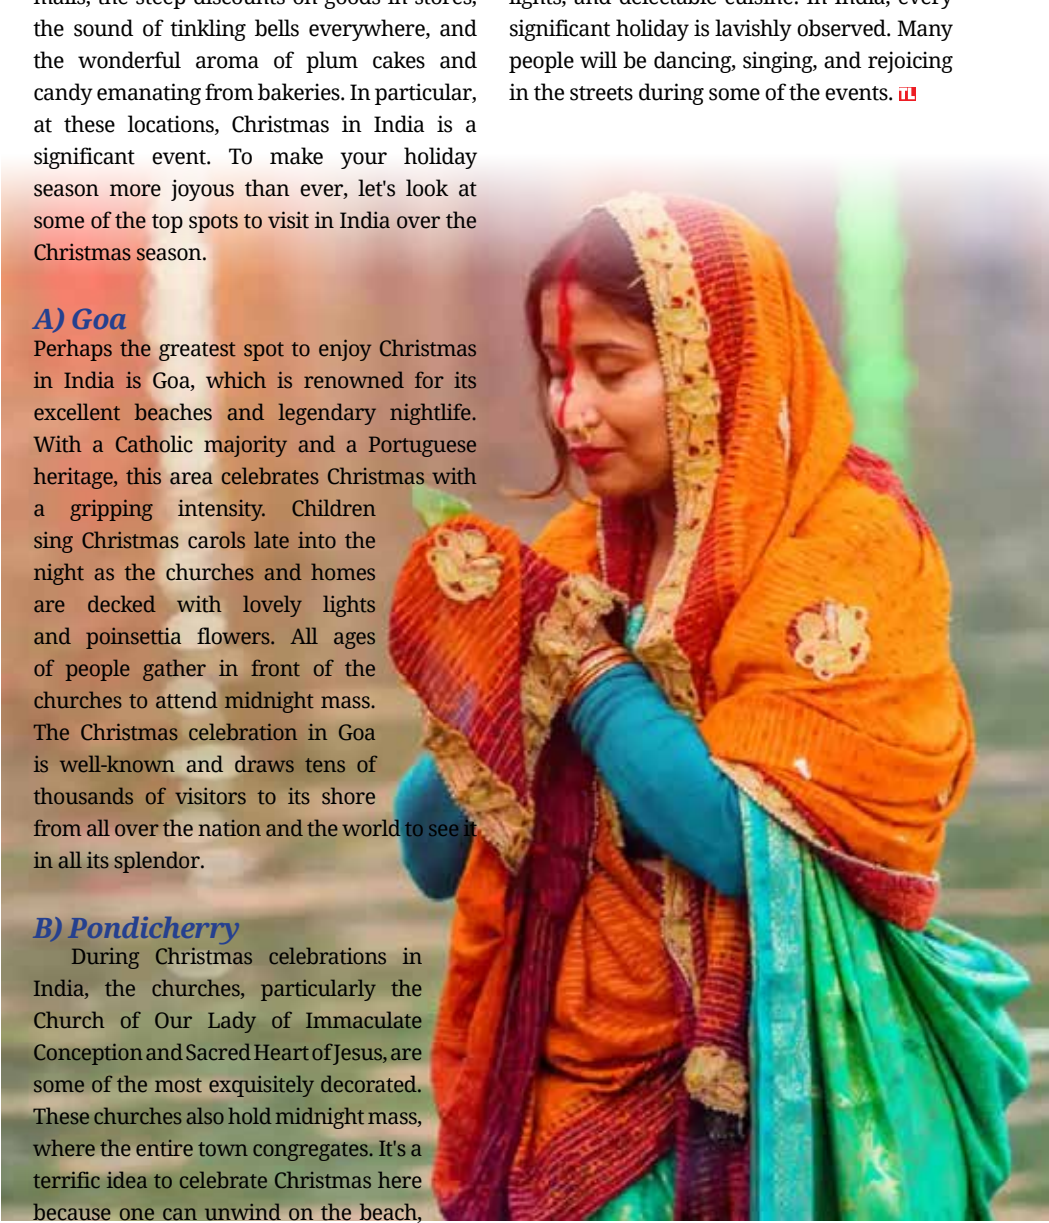 malls, the steep discounts on goods in stores,
the sound of tinkling bells everywhere, and
the wonderful aroma of plum cakes and
candy emanating from bakeries. In particular,
at these locations, Christmas in India is a
significant event. To make your holiday
season more joyous than ever, let's look at
some of the top spots to visit in India over the
Christmas season.
A) Goa
Perhaps the greatest spot to enjoy Christmas
in India is Goa, which is renowned for its
excellent beaches and legendary nightlife.
With a Catholic majority and a Portuguese
heritage, this area celebrates Christmas with
a gripping intensity. Children
sing Christmas carols late into the
night as the churches and homes
are decked with lovely lights
and poinsettia flowers. All ages
of people gather in front of the
churches to attend midnight mass.
The Christmas celebration in Goa
is well-known and draws tens of
thousands of visitors to its shore
from all over the nation and the world to see it
in all its splendor.
B) Pondicherry
During Christmas celebrations in
India, the churches, particularly the
Church of Our Lady of Immaculate
Conception and Sacred Heart of Jesus, are
some of the most exquisitely decorated.
These churches also hold midnight mass,
where the entire town congregates. It's a
terrific idea to celebrate Christmas here
because one can unwind on the beach,
lights, and delectable cuisine. In India, every
significant holiday is lavishly observed. Many
people will be dancing, singing, and rejoicing
in the streets during some of the events. TL